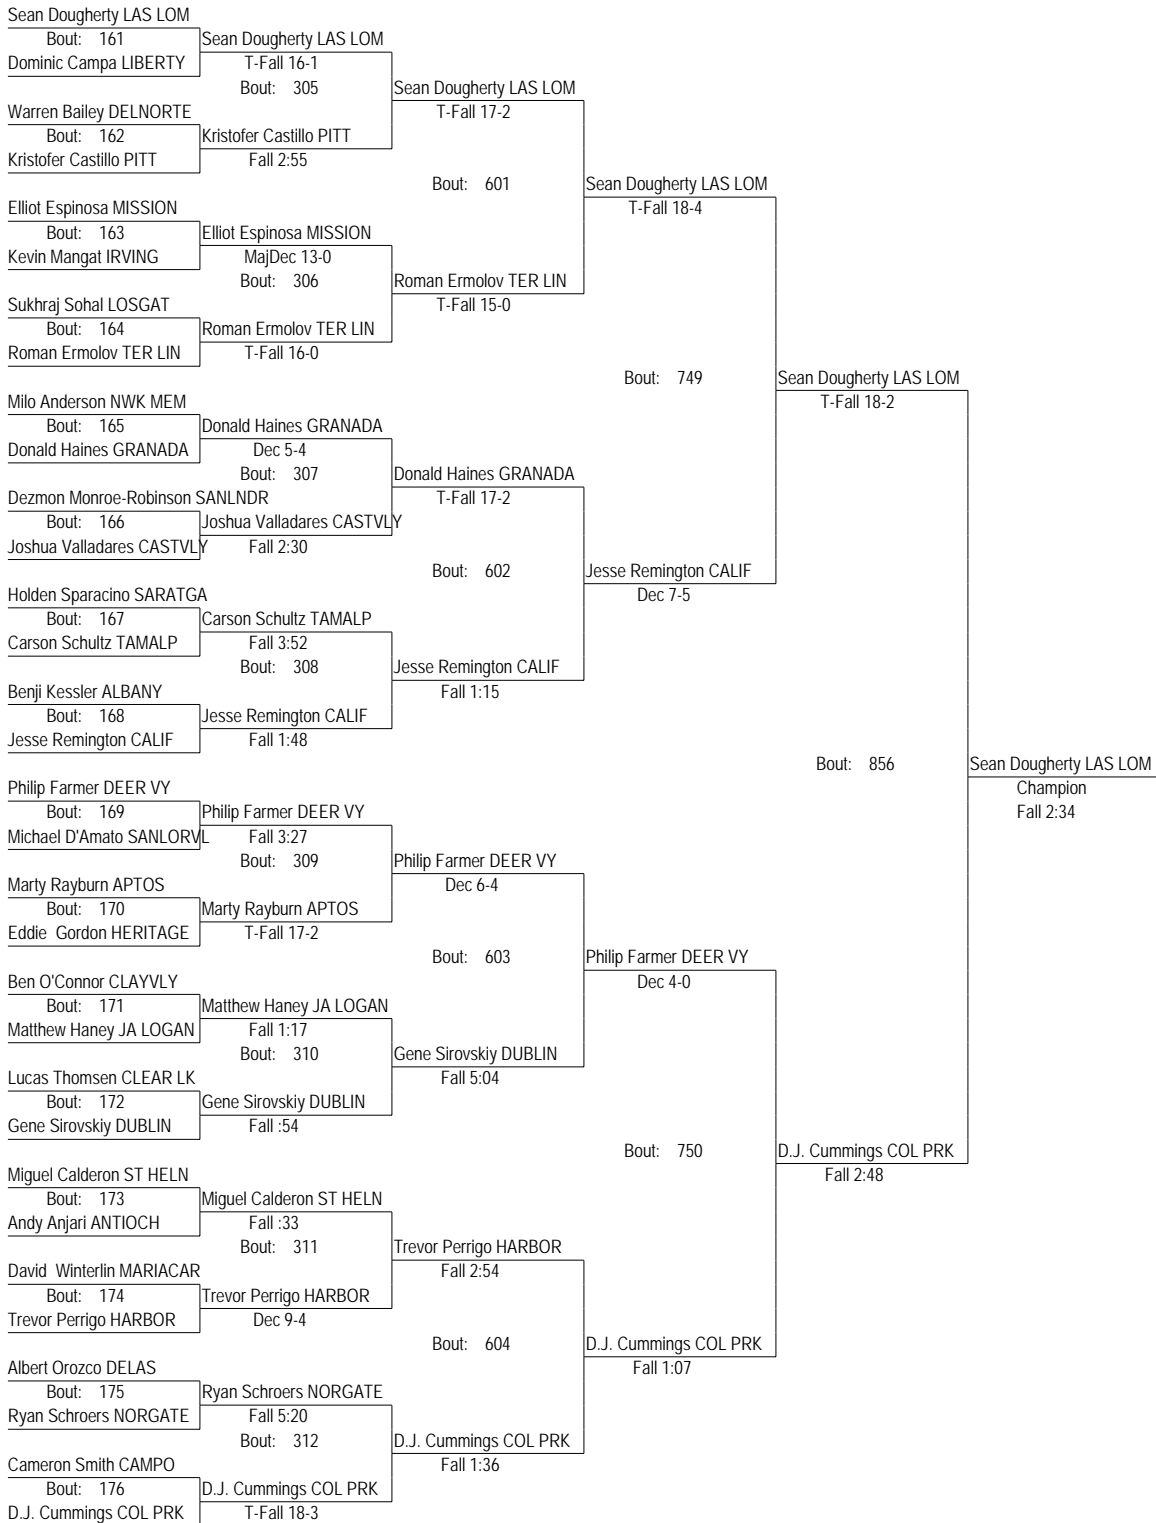 Sean Dougherty LAS LOM
Bout: 161 Sean Dougherty LAS LOM
Dominic Campa LIBERTY T-Fall 16-1
Bout: 305 Sean Dougherty LAS LOM
Warren Bailey DELNORTE T-Fall 17-2
Bout: 162 Kristofer Castillo PITT
Kristofer Castillo PITT Fall 2:55
Bout: 601 Sean Dougherty LAS LOM
Elliot Espinosa MISSION T-Fall 18-4
Bout: 163 Elliot Espinosa MISSION
Kevin Mangat IRVING MajDec 13-0
Bout: 306 Roman Ermolov TER LIN
Sukhraj Sohal LOSGAT T-Fall 15-0
Bout: 164 Roman Ermolov TER LIN
Roman Ermolov TER LIN T-Fall 16-0
Bout: 749 Sean Dougherty LAS LOM
Milo Anderson NWK MEM T-Fall 18-2
Bout: 165 Donald Haines GRANADA
Donald Haines GRANADA Dec 5-4
Bout: 307 Donald Haines GRANADA
Dezmon Monroe-Robinson SANLNDR T-Fall 17-2
Bout: 166 Joshua Valladares CASTVLY
Joshua Valladares CASTVLY Fall 2:30
Bout: 602 Jesse Remington CALIF
Holden Sparacino SARATGA Dec 7-5
Bout: 167 Carson Schultz TAMALP
Carson Schultz TAMALP Fall 3:52
Bout: 308 Jesse Remington CALIF
Benji Kessler ALBANY Fall 1:15
Bout: 168 Jesse Remington CALIF
Jesse Remington CALIF Fall 1:48
Bout: 856 Sean Dougherty LAS LOM
Philip Farmer DEER VY Champion
Bout: 169 Philip Farmer DEER VY Fall 2:34
Michael D'Amato SANLORVL Fall 3:27
Bout: 309 Philip Farmer DEER VY
Marty Rayburn APTOS Dec 6-4
Bout: 170 Marty Rayburn APTOS
Eddie  Gordon HERITAGE T-Fall 17-2
Bout: 603 Philip Farmer DEER VY
Ben O'Connor CLAYVLY Dec 4-0
Bout: 171 Matthew Haney JA LOGAN
Matthew Haney JA LOGAN Fall 1:17
Bout: 310 Gene Sirovskiy DUBLIN
Lucas Thomsen CLEAR LK Fall 5:04
Bout: 172 Gene Sirovskiy DUBLIN
Gene Sirovskiy DUBLIN Fall :54
Bout: 750 D.J. Cummings COL PRK
Miguel Calderon ST HELN Fall 2:48
Bout: 173 Miguel Calderon ST HELN
Andy Anjari ANTIOCH Fall :33
Bout: 311 Trevor Perrigo HARBOR
David  Winterlin MARIACAR Fall 2:54
Bout: 174 Trevor Perrigo HARBOR
Trevor Perrigo HARBOR Dec 9-4
Bout: 604 D.J. Cummings COL PRK
Albert Orozco DELAS Fall 1:07
Bout: 175 Ryan Schroers NORGATE
Ryan Schroers NORGATE Fall 5:20
Bout: 312 D.J. Cummings COL PRK
Cameron Smith CAMPO Fall 1:36
Bout: 176 D.J. Cummings COL PRK
D.J. Cummings COL PRK T-Fall 18-3